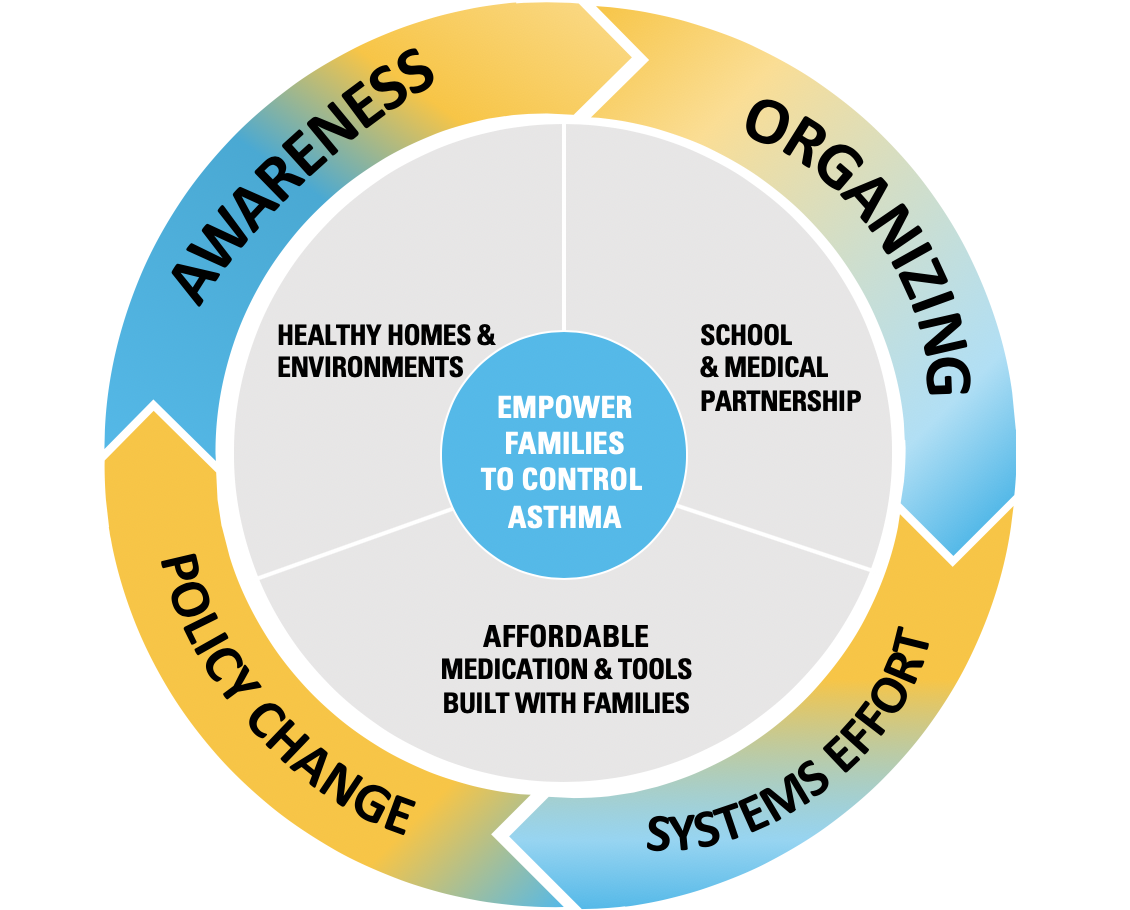 AWARENESS
ORGANIZING
HEALTHY HOMES &
ENVIRONMENTS
SCHOOL
& MEDICAL
PARTNERSHIP
EMPOWER
FAMILIES
TO CONTROL
ASTHMA
AFFORDABLE
MEDICATION & TOOLS
BUILT WITH FAMILIES
POLICY CHANGE
SYSTEMS EFFORT